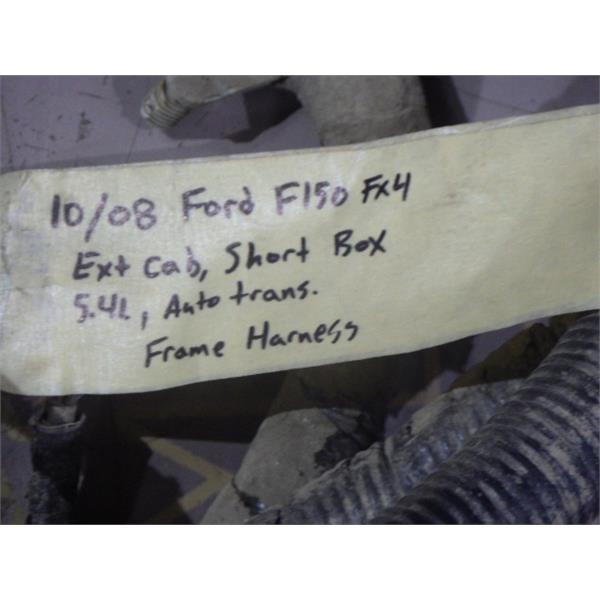 10/08 Ford F150 Fx4
Ext Cab, Short Box
5.4L, Auto trans.
Frame Harness